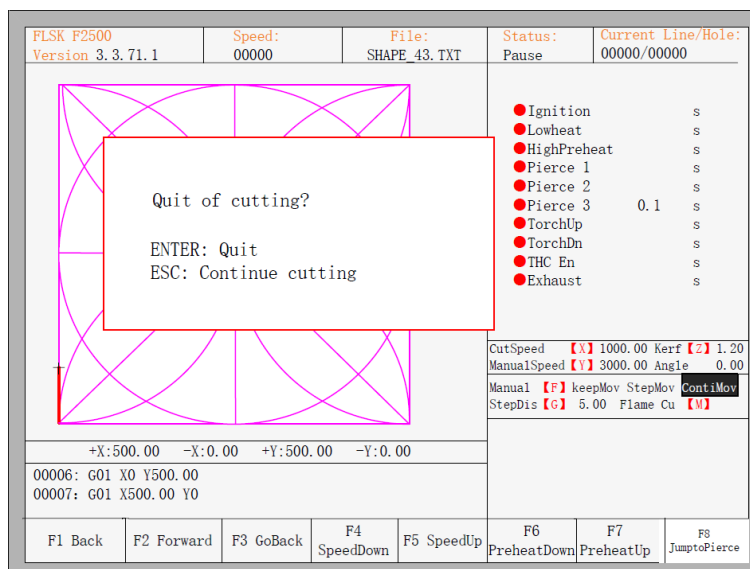 FLSK F2500 Speed: File: Status: Current Line/Hole:
Version 3.3.71.1 00000 SHAPE_43.TXT Pause 00000/00000
Ignition s
Lowheat s
HighPreheat s
Pierce 1 s
Pierce 2 s
Pierce 3 0.1 s
TorchUp s
TorchDn s
THC En s
Exhaust s
Quit of cutting?
ENTER: Quit
ESC: Continue cutting
CutSpeed 【X】 1000.00 Kerf 【Z】 1.20
ManualSpeed 【Y】 3000.00 Angle 0.00
Manual 【F】 keepMov StepMov ContiMov
StepDis 【G】 5.00 Flame Cu 【M】
+X:500.00 -X:0.00 +Y:500.00 -Y:0.00
00006: G01 X0 Y500.00
00007: G01 X500.00 Y0
F1 Back F2 Forward F3 GoBack F4 SpeedDown F5 SpeedUp F6 PreheatDown F7 PreheatUp F8 JumptoPierce